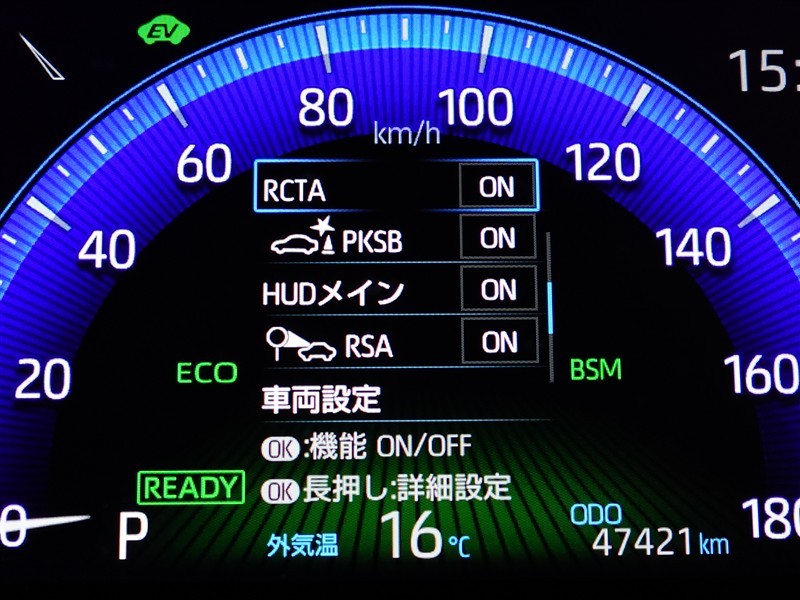 EV
15:
80
100
km/h
60
120
RCTA ON
40
PKSB ON
140
HUDメイン ON
RSA ON
20
ECO
BSM
160
車両設定
OK:機能 ON/OFF
READY
OK長押し:詳細設定
0
P
外気温 16℃
ODO
47421km
180